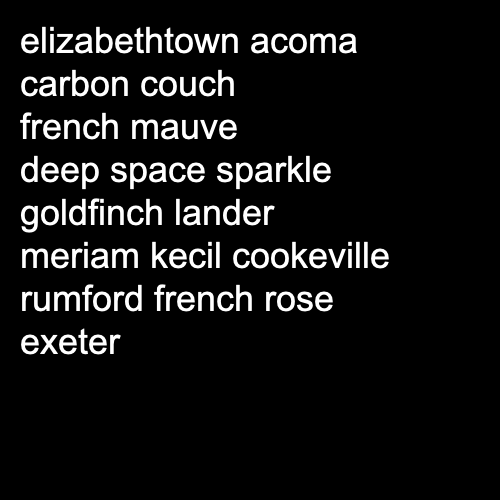 elizabethtown acoma
carbon couch
french mauve
deep space sparkle
goldfinch lander
meriam kecil cookeville
rumford french rose
exeter